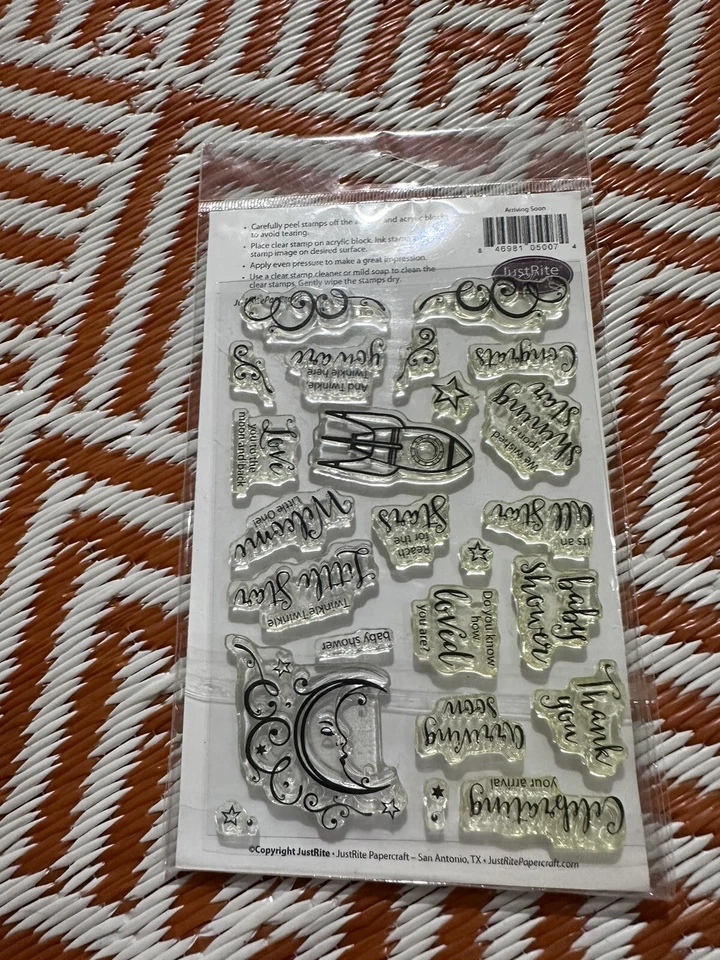 Arriving Soon
• Carefully peel stamps off the and acrylic blocks
to avoid tearing.
• Place clear stamp on acrylic block. Ink stamp
stamp image on desired surface.
• Apply even pressure to make a great impression.
• Use a clear stamp cleaner or mild soap to clean the
clear stamps. Gently wipe the stamps dry.
8 46981 05007 4
JustRite
And Twinkle
Twinkle here
you are
Congrats
We wished
upon a
Shining
Star
Love
you to the
moon and back
Welcome
Little One!
Reach
for the
Stars
It's an
All Star
Twinkle Twinkle
Little Star
baby shower
Do you know
how
loved
you are?
baby
shower
arriving
soon
Thank
you
Celebrating
your arrival
©Copyright JustRite • JustRite Papercraft – San Antonio, TX • JustRitePapercraft.com